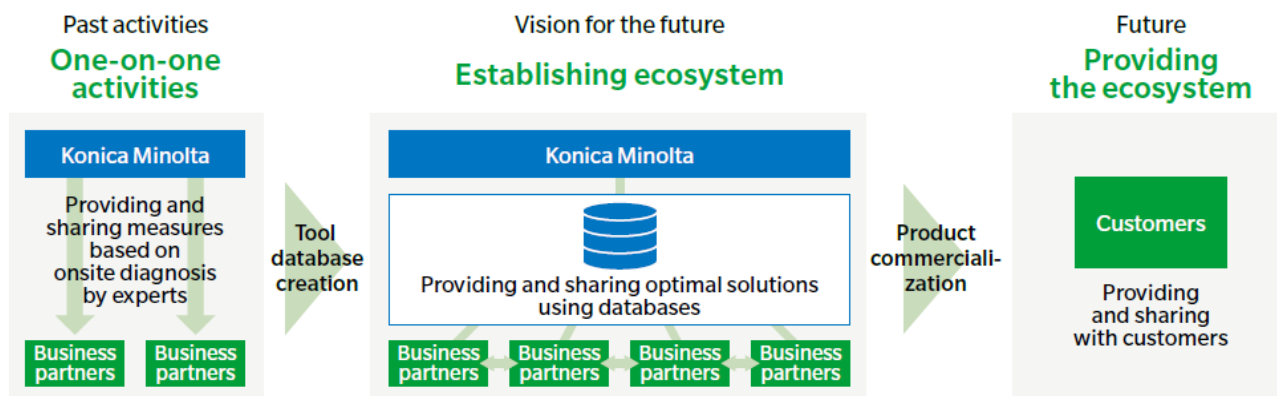 Past activities
One-on-one
activities
Konica Minolta
Providing and
sharing measures
based on
onsite diagnosis
by experts
Business
partners
Business
partners
Tool
database
creation
Vision for the future
Establishing ecosystem
Konica Minolta
Providing and sharing optimal solutions
using databases
Business
partners
Business
partners
Business
partners
Business
partners
Product
commerciali-
zation
Future
Providing
the ecosystem
Customers
Providing
and sharing
with customers